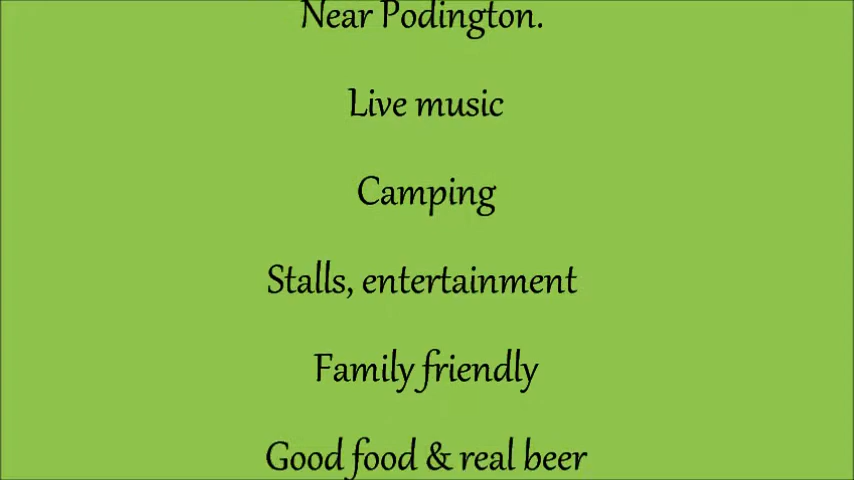 Near Podington.
Live music
Camping
Stalls, entertainment
Family friendly
Good food & real beer